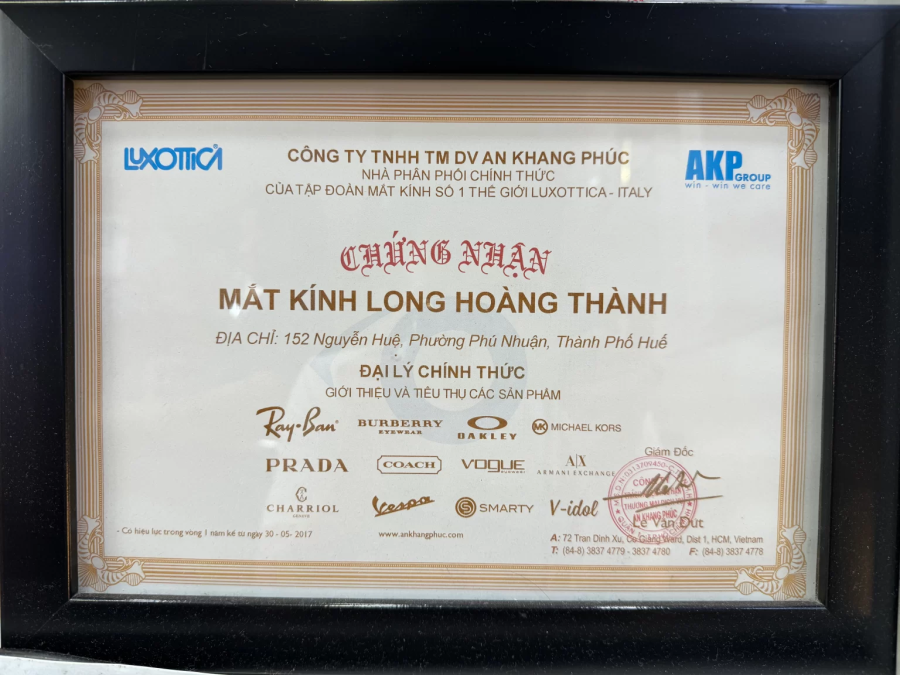 LUXOTTICA
CÔNG TY TNHH TM DV AN KHANG PHÚC
NHÀ PHÂN PHỐI CHÍNH THỨC
CỦA TẬP ĐOÀN MẮT KÍNH SỐ 1 THẾ GIỚI LUXOTTICA - ITALY
AKP GROUP
win - win we care
CHỨNG NHẬN
MẮT KÍNH LONG HOÀNG THÀNH
ĐỊA CHỈ: 152 Nguyễn Huệ, Phường Phú Nhuận, Thành Phố Huế
ĐẠI LÝ CHÍNH THỨC
GIỚI THIỆU VÀ TIÊU THỤ CÁC SẢN PHẨM
Ray-Ban BURBERRY EYEWEAR OAKLEY MK MICHAEL KORS
PRADA COACH VOGUE A|X ARMANI EXCHANGE
CHARRIOL Vespa S SMARTY V-idol
Giám Đốc
AN KHANG PHÚC
Lê Văn Dứt
- Có hiệu lực trong vòng 1 năm kể từ ngày 30 - 05- 2017
www.ankhangphuc.com
A: 72 Tran Dinh Xu, Co Giang Ward, Dist 1, HCM, Vietnam
T: (84-8) 3837 4779 - 3837 4780 F: (84-8) 3837 4778